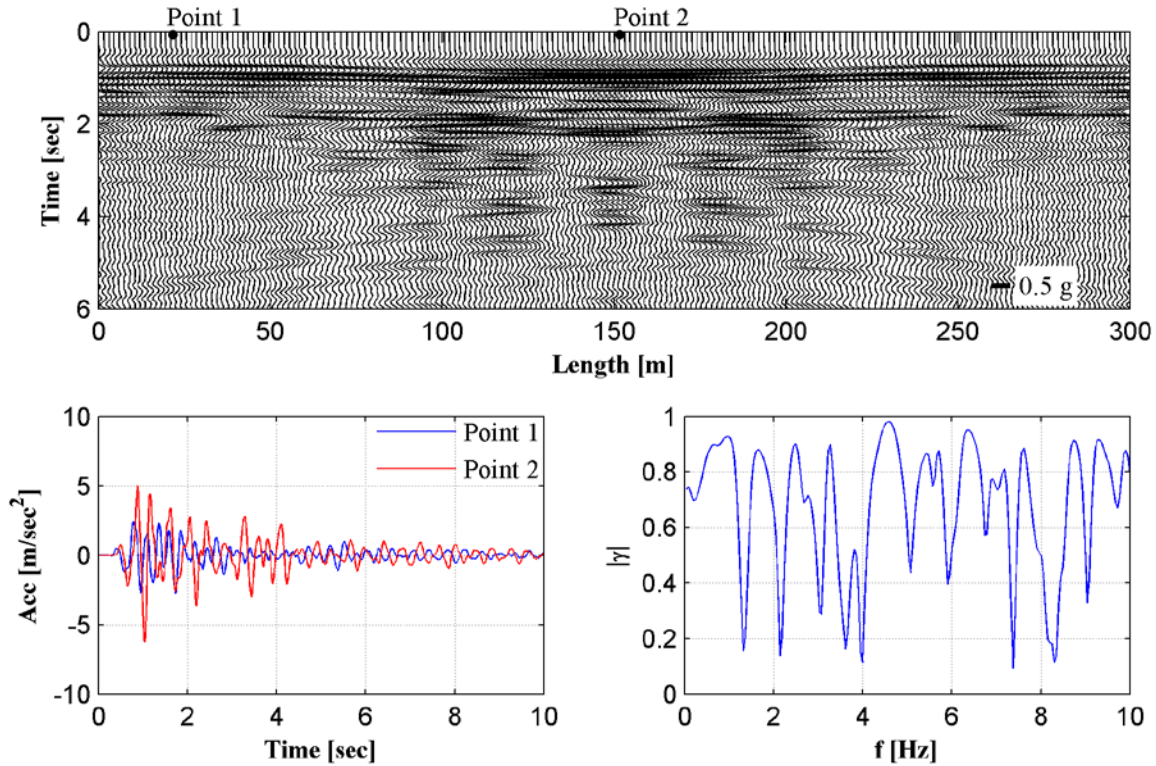 Point 1 Point 2
0
2
4
6
Time [sec]
0.5 g
0 50 100 150 200 250 300
Length [m]
10
5
0
-5
-10
Acc [m/sec²]
Point 1
Point 2
0 2 4 6 8 10
Time [sec]
1
0.8
0.6
0.4
0.2
0
|γ|
0 2 4 6 8 10
f [Hz]